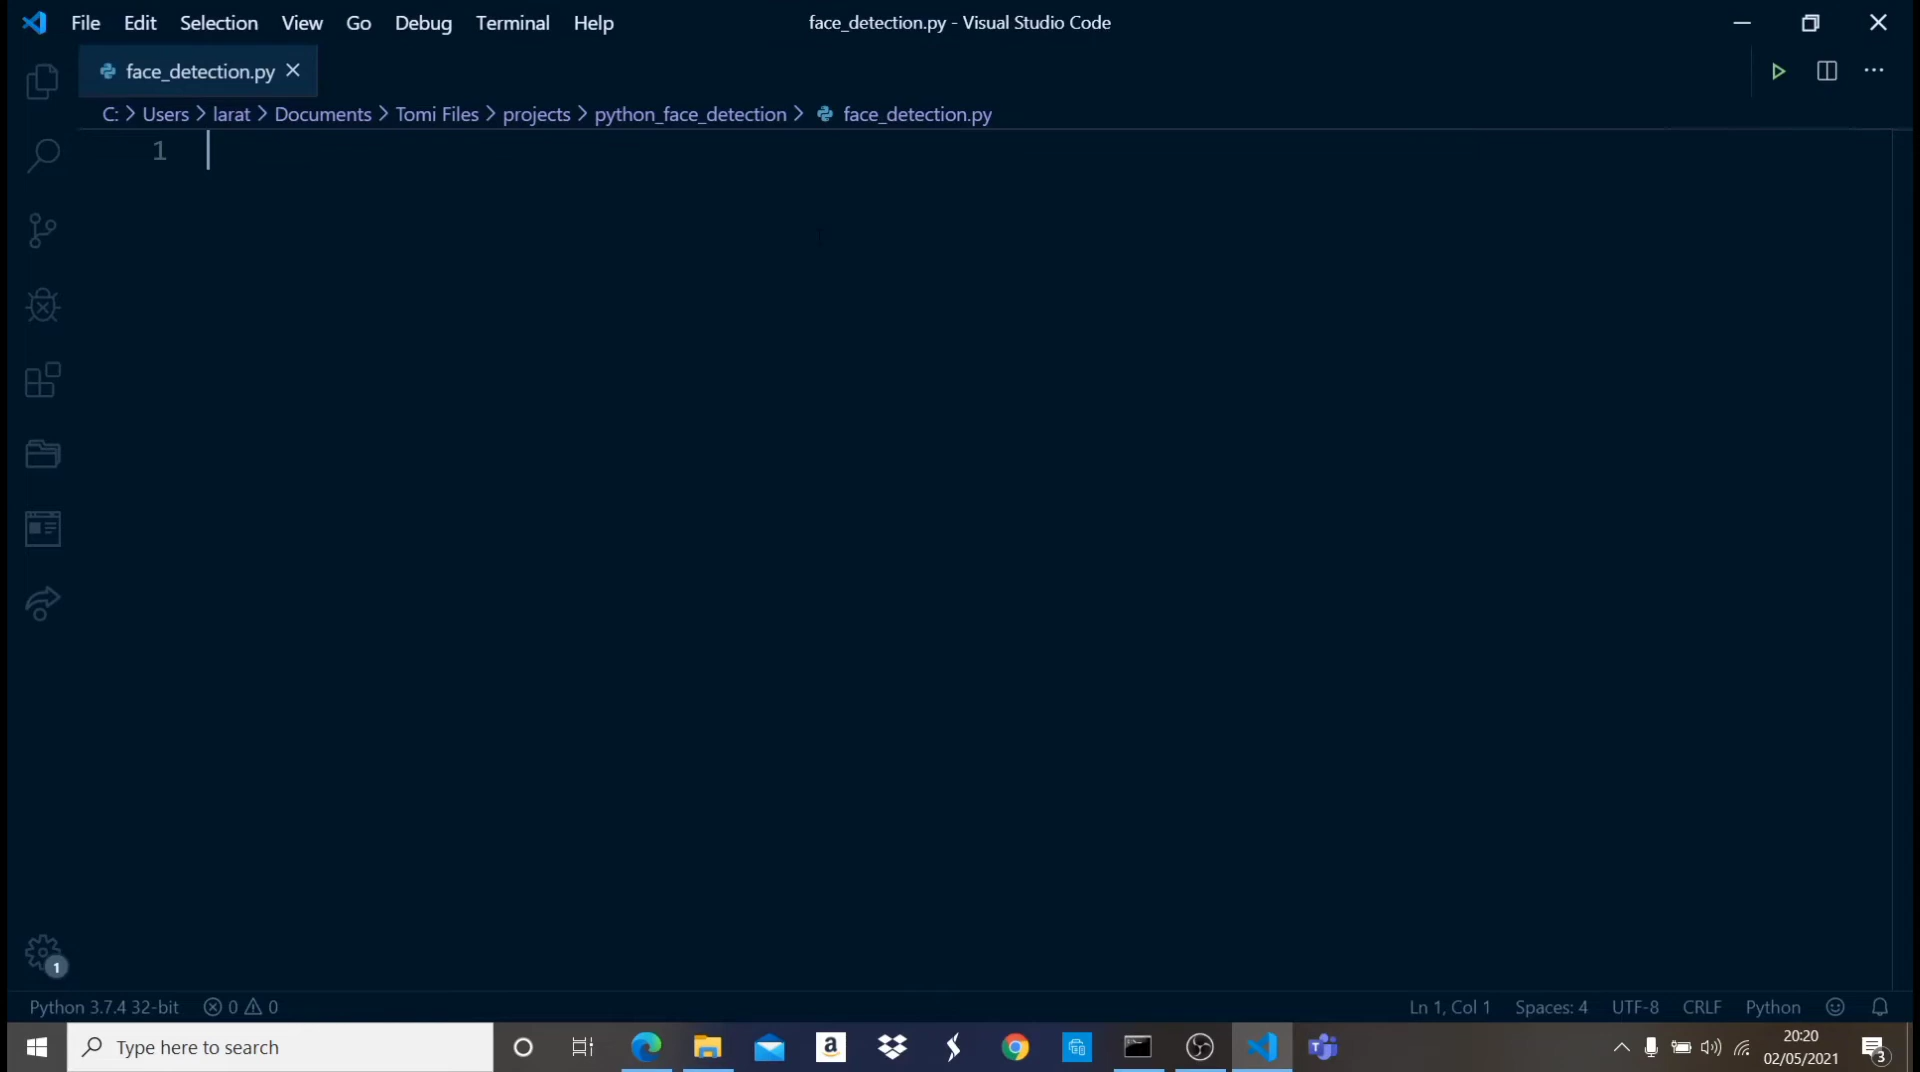 File Edit Selection View Go Debug Terminal Help face_detection.py - Visual Studio Code
face_detection.py
C: > Users > larat > Documents > Tomi Files > projects > python_face_detection > face_detection.py
1
1
Python 3.7.4 32-bit 0 0 Ln 1, Col 1 Spaces: 4 UTF-8 CRLF Python
Type here to search
20:20
02/05/2021
3